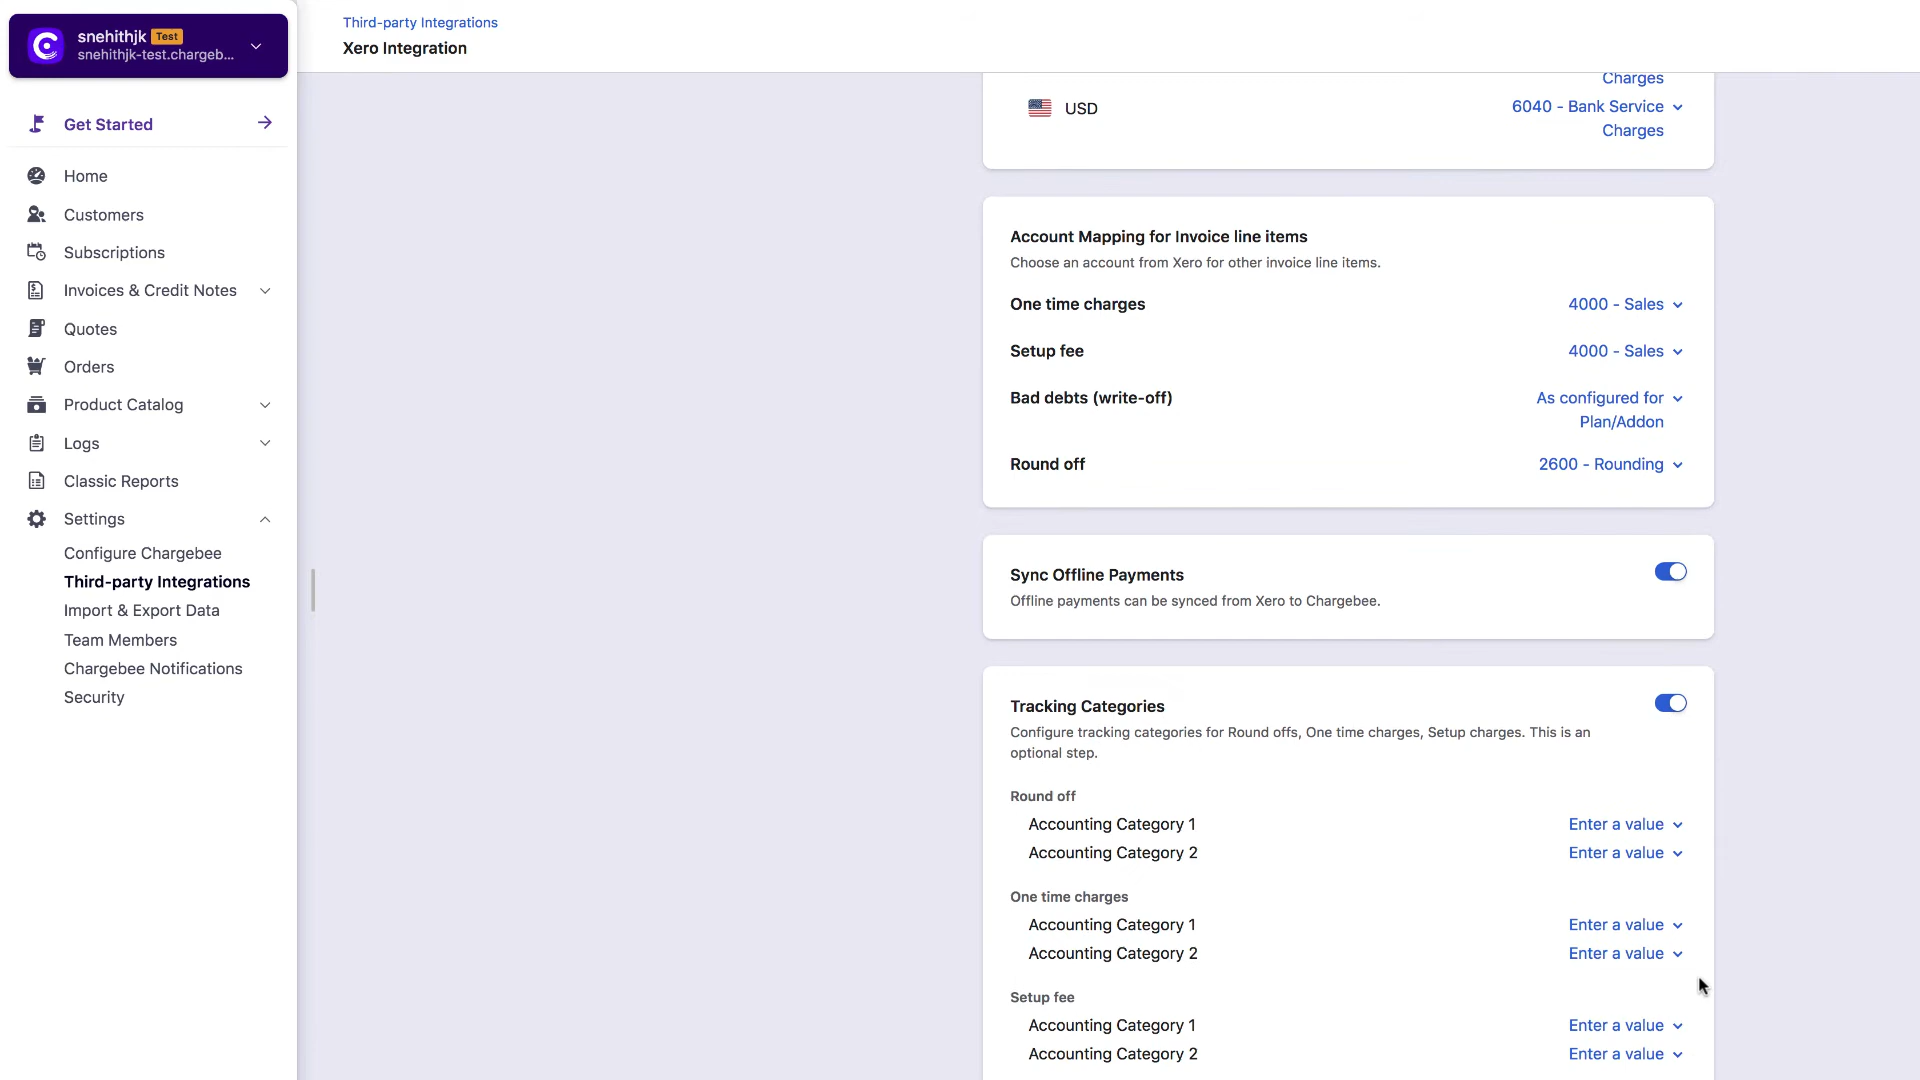 snehithjk Test
snehithjk-test.chargeb...
Get Started
Home
Customers
Subscriptions
Invoices & Credit Notes
Quotes
Orders
Product Catalog
Logs
Classic Reports
Settings
Configure Chargebee
Third-party Integrations
Import & Export Data
Team Members
Chargebee Notifications
Security
Third-party Integrations
Xero Integration
Charges
USD
6040 - Bank Service
Charges
Account Mapping for Invoice line items
Choose an account from Xero for other invoice line items.
One time charges
4000 - Sales
Setup fee
4000 - Sales
Bad debts (write-off)
As configured for
Plan/Addon
Round off
2600 - Rounding
Sync Offline Payments
Offline payments can be synced from Xero to Chargebee.
Tracking Categories
Configure tracking categories for Round offs, One time charges, Setup charges. This is an
optional step.
Round off
Accounting Category 1
Enter a value
Accounting Category 2
Enter a value
One time charges
Accounting Category 1
Enter a value
Accounting Category 2
Enter a value
Setup fee
Accounting Category 1
Enter a value
Accounting Category 2
Enter a value